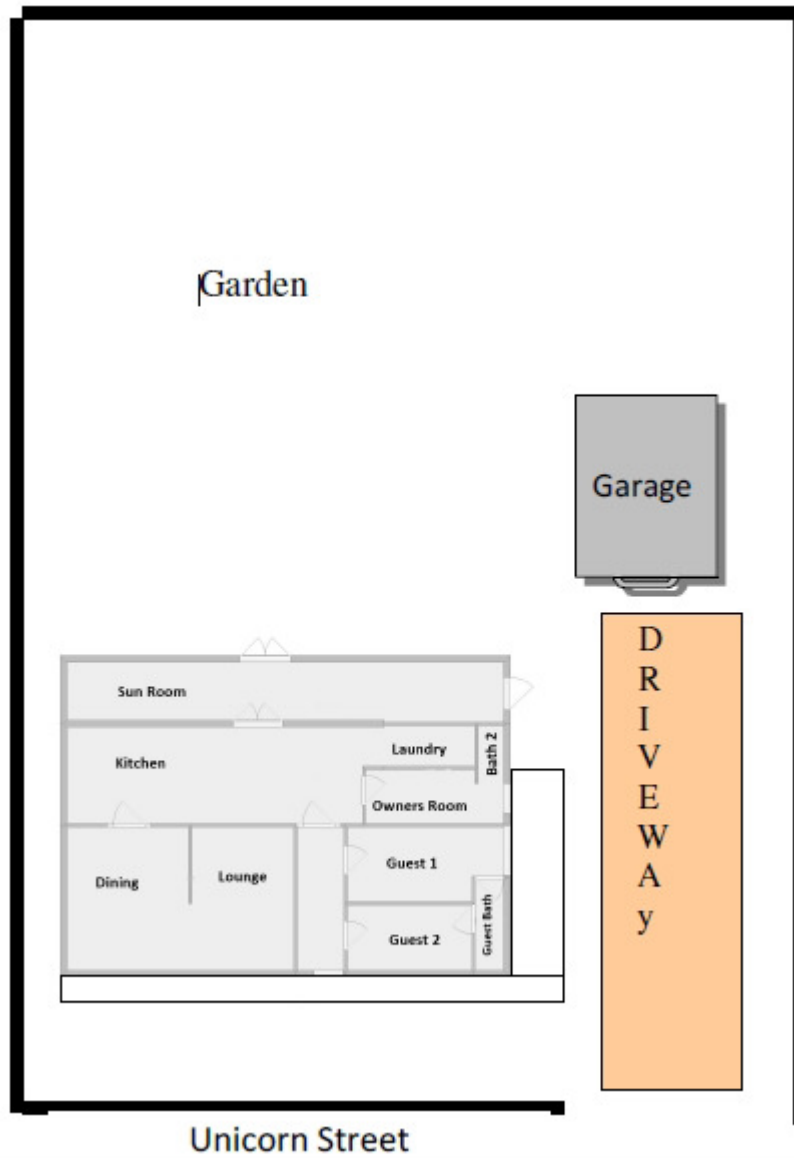 Garden
Garage
DRIVEWAy
Sun Room
Kitchen
Laundry
Bath 2
Owners Room
Dining
Lounge
Guest 1
Guest 2
Guest Bath
Unicorn Street